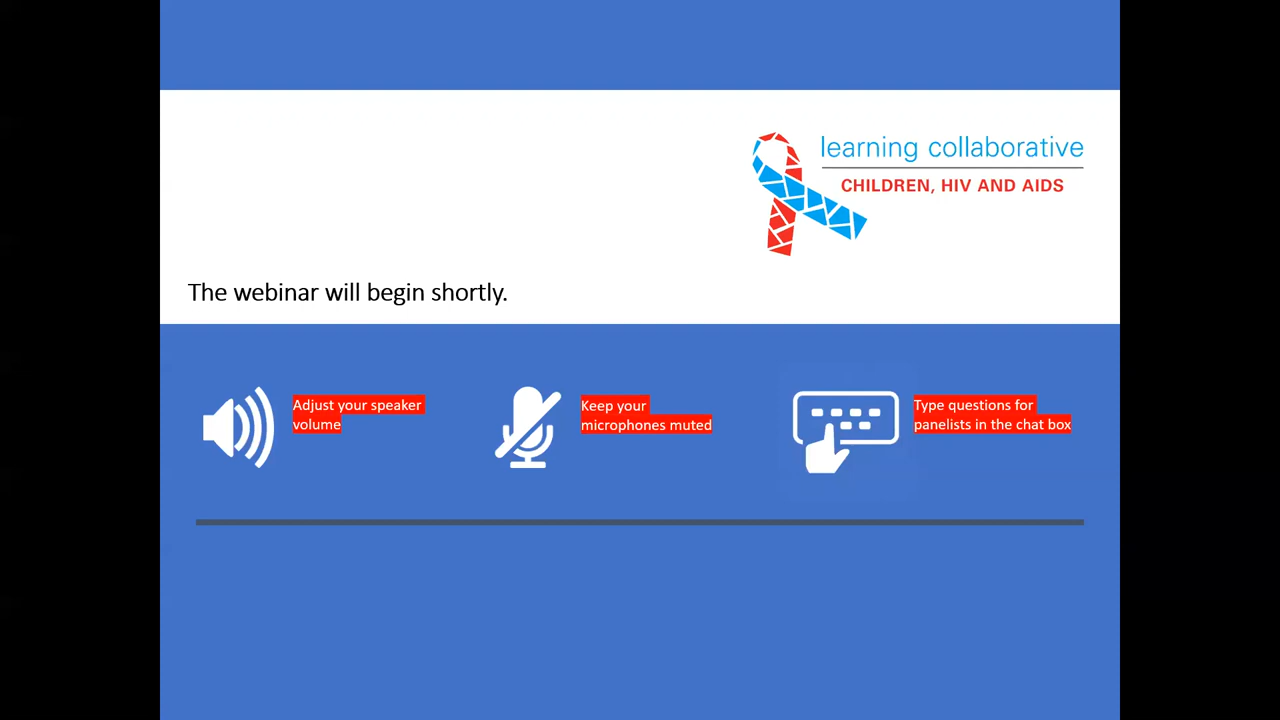 learning collaborative
CHILDREN, HIV AND AIDS
The webinar will begin shortly.
Adjust your speaker
volume
Keep your
microphones muted
Type questions for
panelists in the chat box